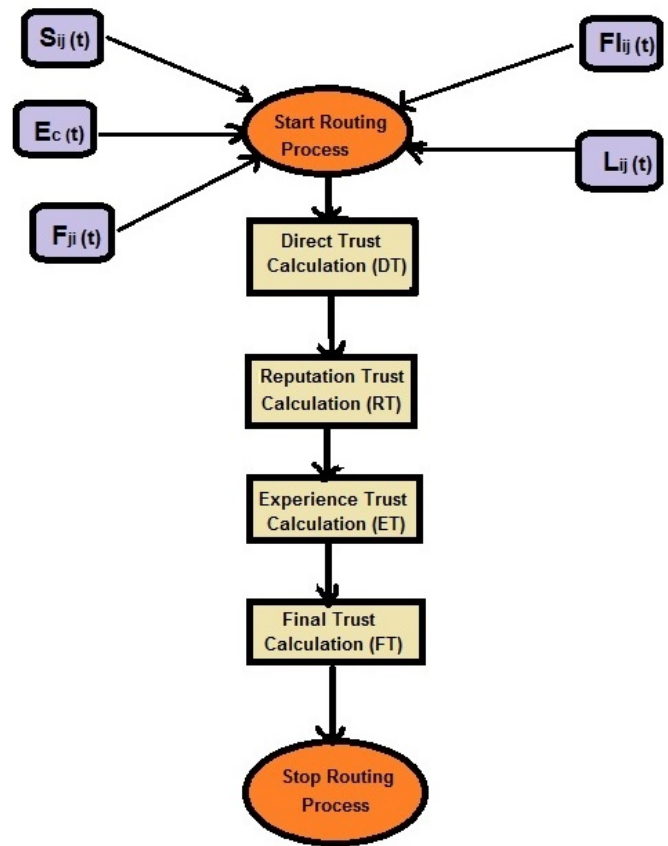 Sij (t)
FIij (t)
Ec (t)
Start Routing
Process
Lij (t)
Fji (t)
Direct Trust
Calculation (DT)
Reputation Trust
Calculation (RT)
Experience Trust
Calculation (ET)
Final Trust
Calculation (FT)
Stop Routing
Process